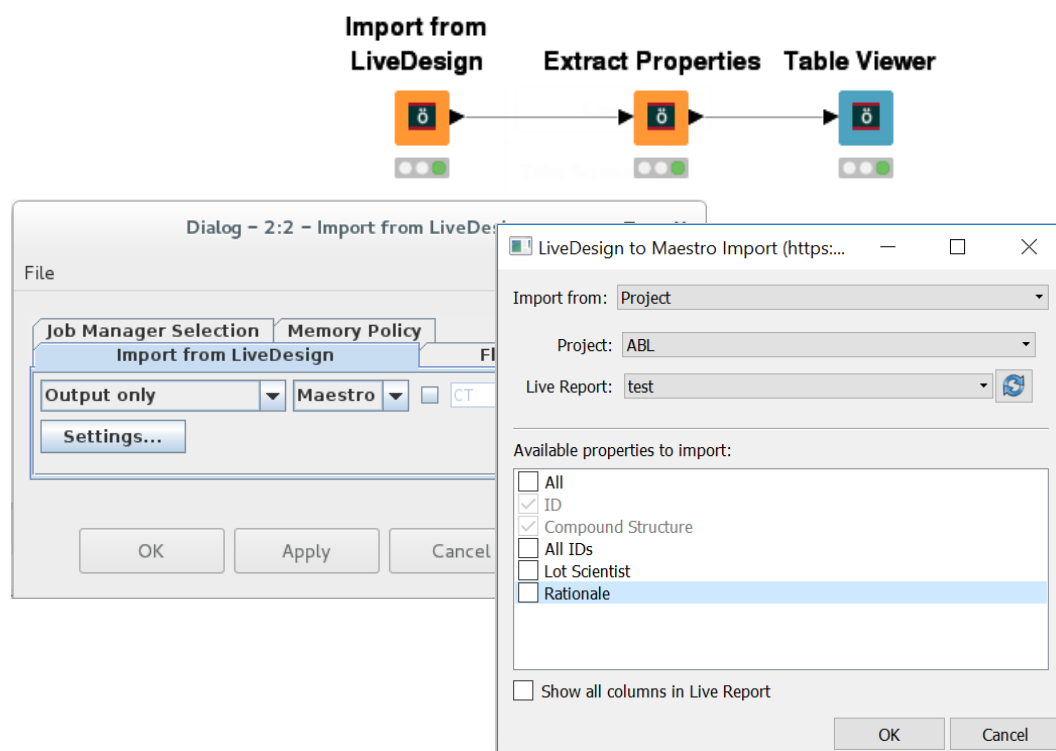 Import from
LiveDesign
Extract Properties
Table Viewer
ö
ö
ö
Dialog - 2:2 - Import from LiveDes
File
Job Manager Selection
Memory Policy
Import from LiveDesign
Fl
Output only
Maestro
CT
Settings...
OK
Apply
Cancel
LiveDesign to Maestro Import (https:...
Import from: Project
Project: ABL
Live Report: test
Available properties to import:
All
ID
Compound Structure
All IDs
Lot Scientist
Rationale
Show all columns in Live Report
OK
Cancel